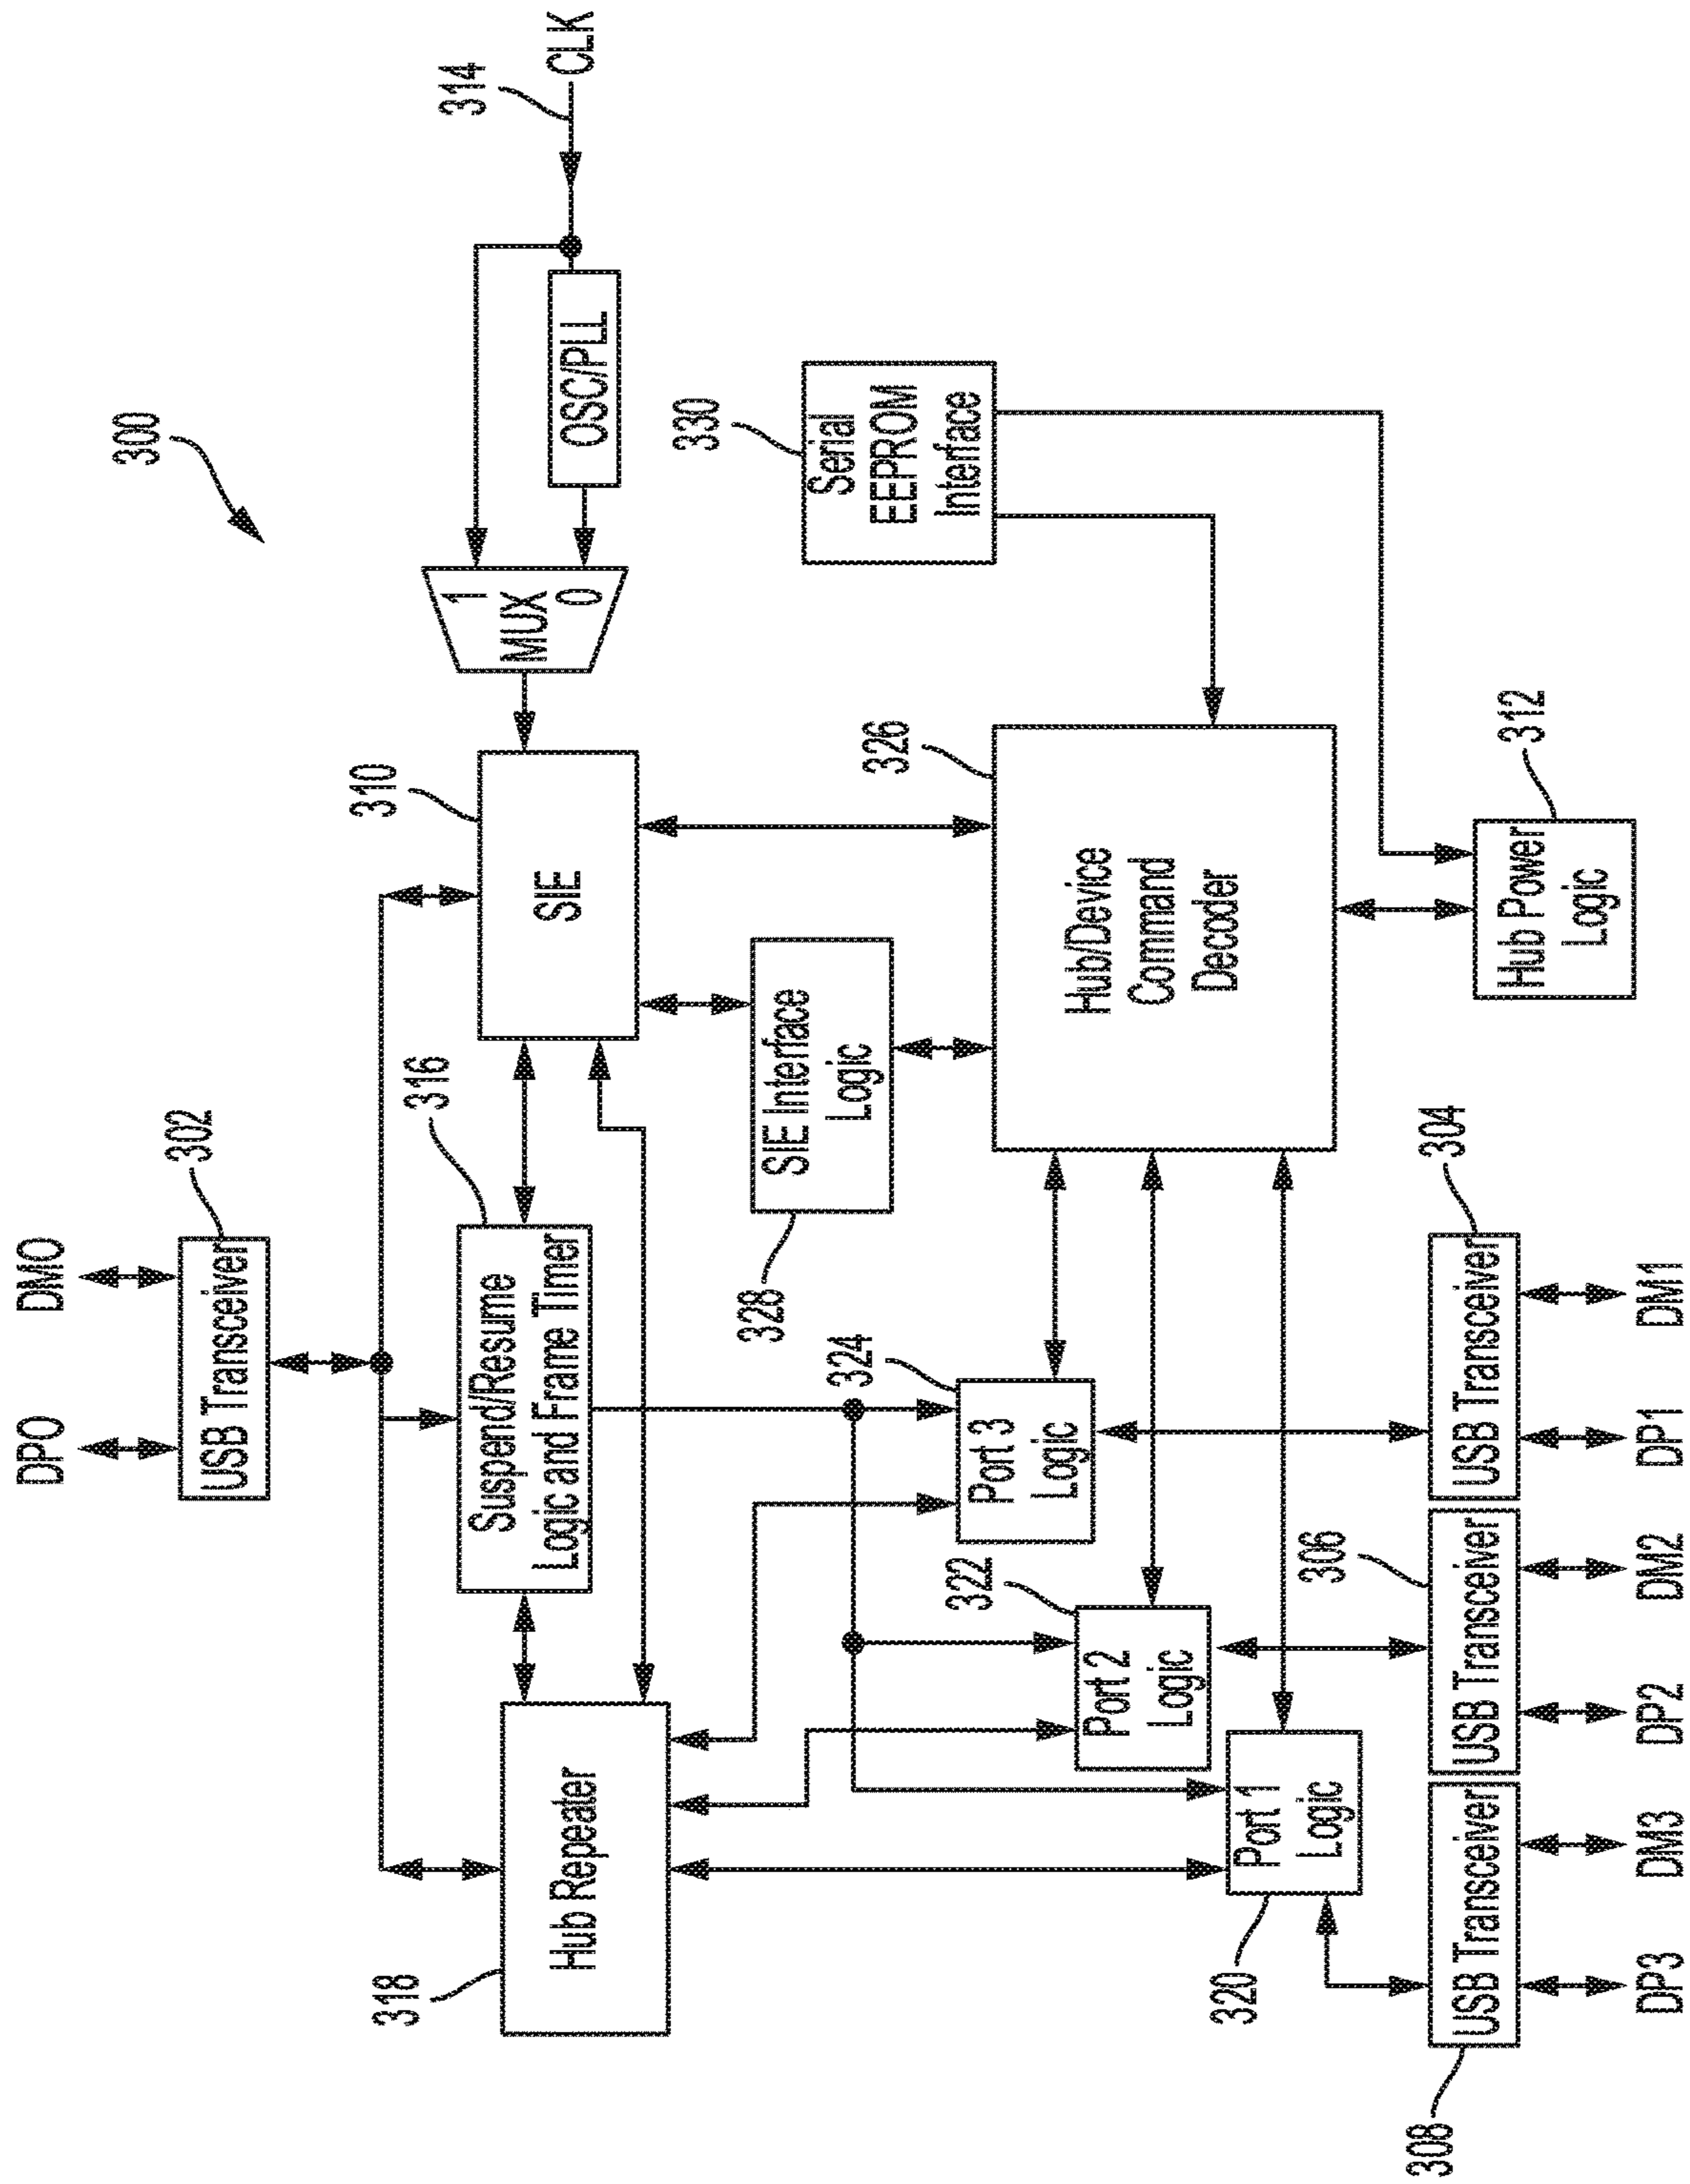 300
DPO
DMO
302
USB Transceiver
314
CLK
OSC/PLL
1
MUX
0
310
SIE
316
Suspend/Resume
Logic and Frame Timer
318
Hub Repeater
328
SIE Interface
Logic
330
Serial
EEPROM
Interface
326
Hub/Device
Command
Decoder
324
Port 3
Logic
322
Port 2
Logic
320
Port 1
Logic
312
Hub Power
Logic
308
USB Transceiver
306
USB Transceiver
304
USB Transceiver
DP3
DM3
DP2
DM2
DP1
DM1